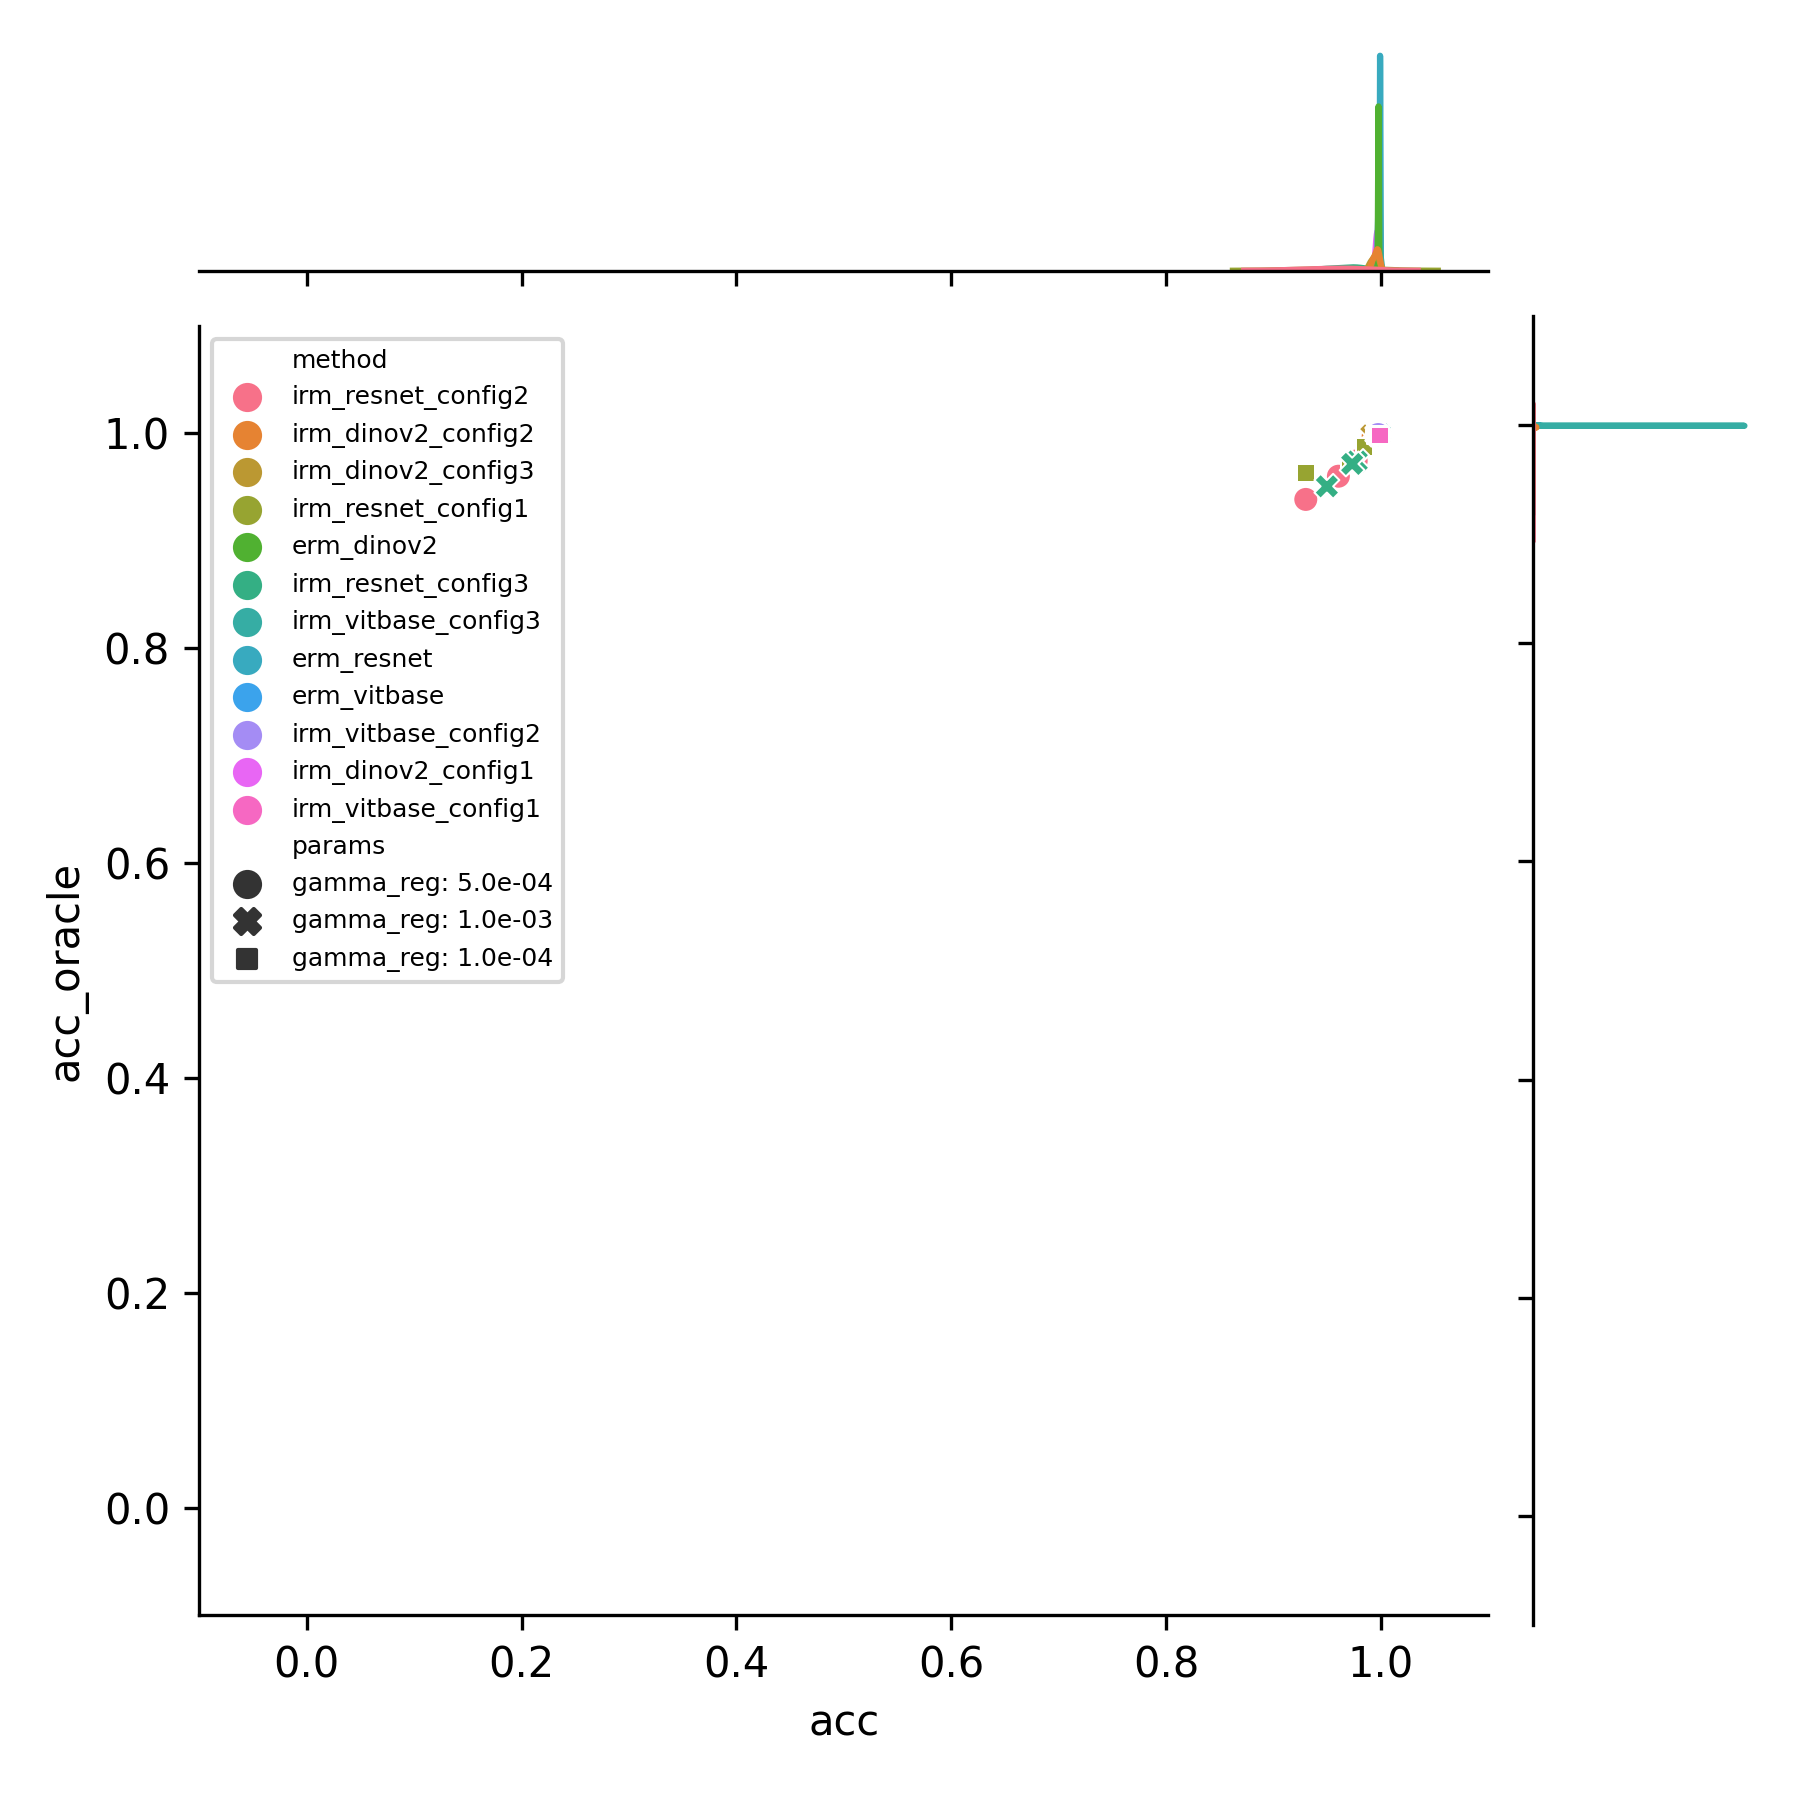 method
irm_resnet_config2
irm_dinov2_config2
irm_dinov2_config3
irm_resnet_config1
erm_dinov2
irm_resnet_config3
irm_vitbase_config3
erm_resnet
erm_vitbase
irm_vitbase_config2
irm_dinov2_config1
irm_vitbase_config1
params
gamma_reg: 5.0e-04
gamma_reg: 1.0e-03
gamma_reg: 1.0e-04
acc_oracle
1.0
0.8
0.6
0.4
0.2
0.0
0.0 0.2 0.4 0.6 0.8 1.0
acc